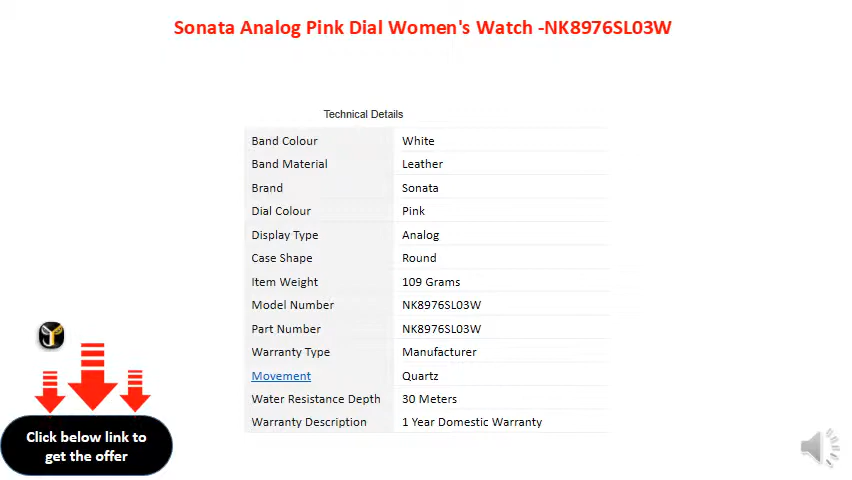 Sonata Analog Pink Dial Women's Watch -NK8976SL03W
Technical Details
Band Colour White
Band Material Leather
Brand Sonata
Dial Colour Pink
Display Type Analog
Case Shape Round
Item Weight 109 Grams
Model Number NK8976SL03W
Part Number NK8976SL03W
Warranty Type Manufacturer
Movement Quartz
Water Resistance Depth 30 Meters
Warranty Description 1 Year Domestic Warranty
Click below link to
get the offer